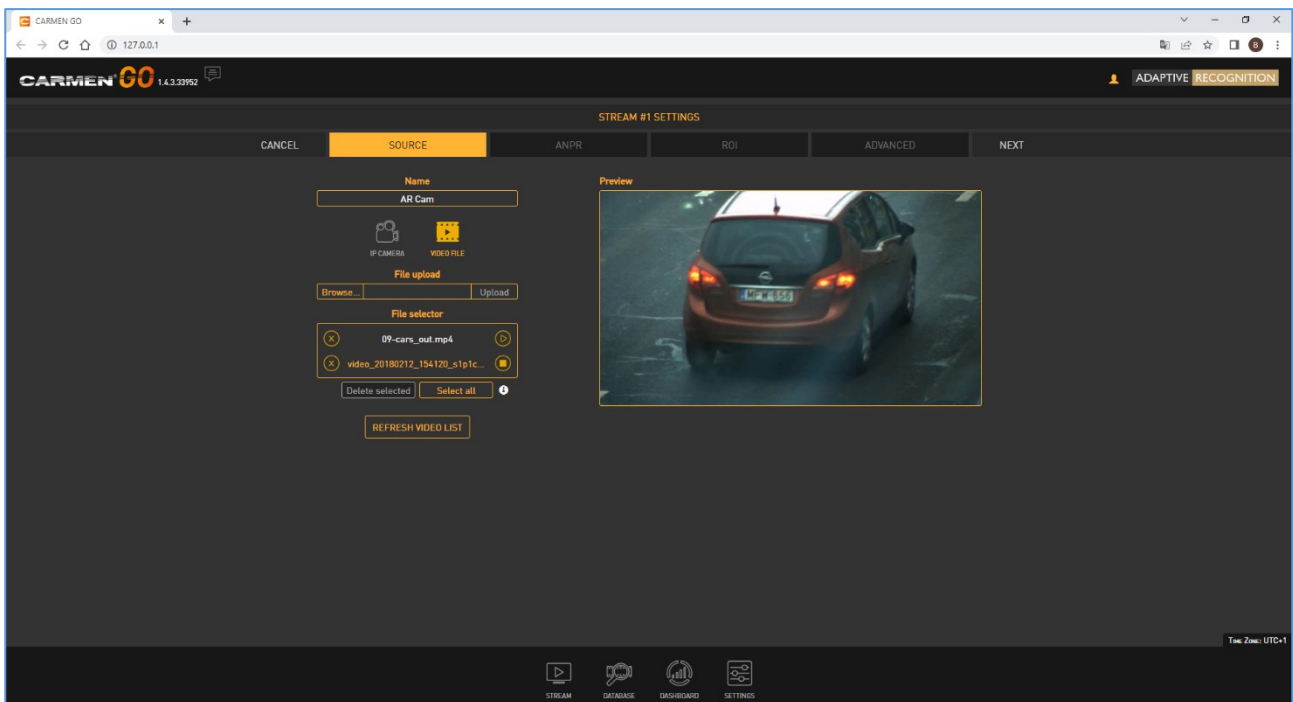 CARMEN GO
127.0.0.1
B
CARMEN GO 1.4.3.33952
ADAPTIVE RECOGNITION
STREAM #1 SETTINGS
CANCEL SOURCE ANPR ROI ADVANCED NEXT
Name
AR Cam
IP CAMERA VIDEO FILE
File upload
Browse... Upload
File selector
X 09-cars_out.mp4
X video_20180212_154120_s1p1c...
Delete selected Select all
REFRESH VIDEO LIST
Preview
Time Zone: UTC+1
STREAM DATABASE DASHBOARD SETTINGS